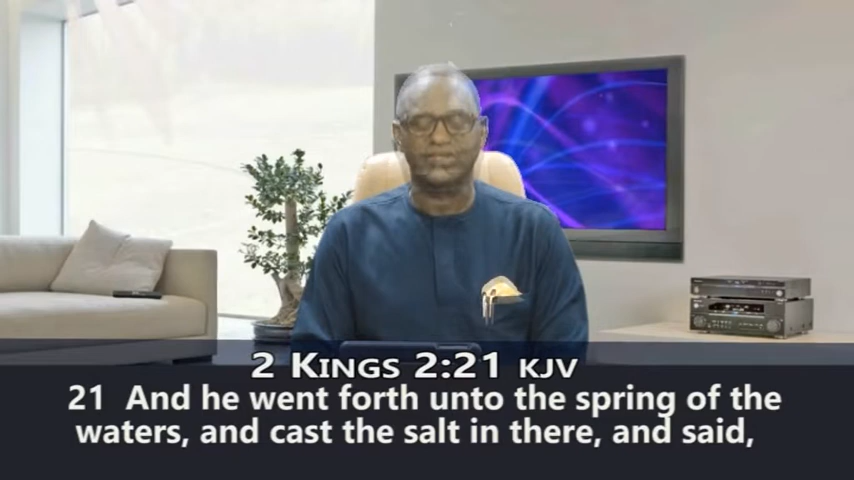 2 KINGS 2:21 KJV
21 And he went forth unto the spring of the
waters, and cast the salt in there, and said,